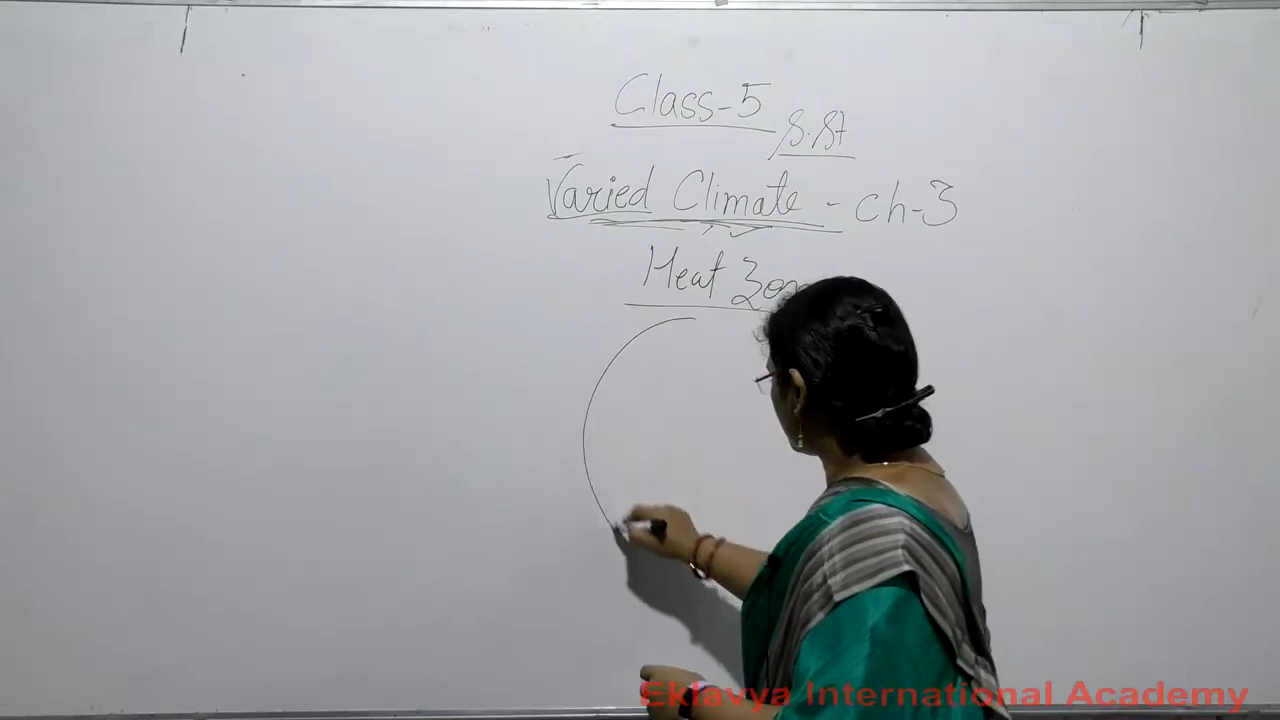 Class-5
S.St
Varied Climate - ch-3
Heat
Eklavya International Academy